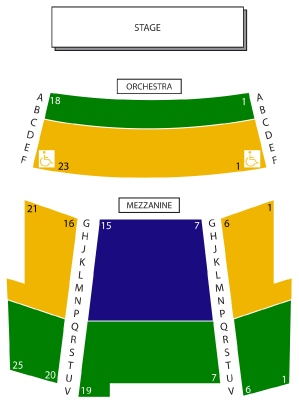 STAGE
ORCHESTRA
A 18 1 A
B B
C C
D D
E E
F 23 1 F
MEZZANINE
21 1
16 G 15 7 G 6
H H
J J
K K
L L
M M
N N
P P
Q Q
R R
S S
T T
25 20 U 7 U 1
V 19 V 6